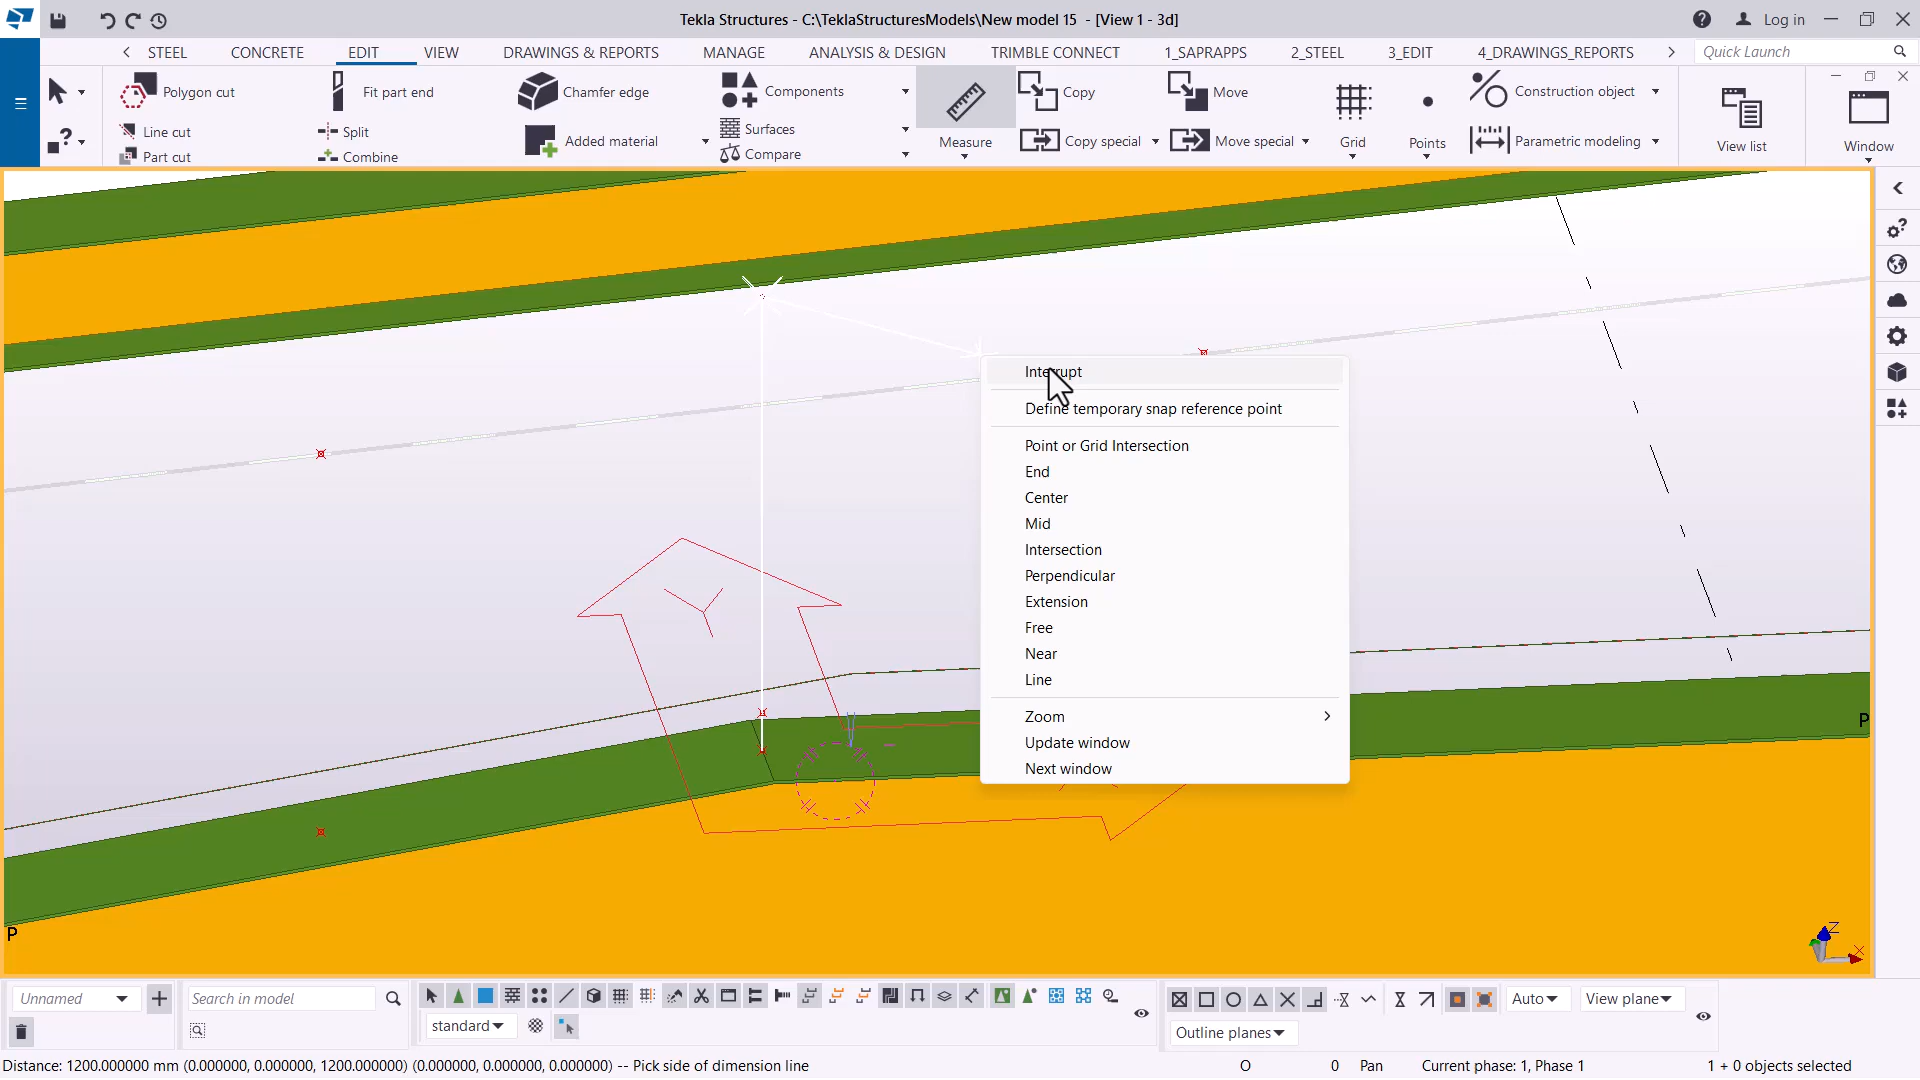 Tekla Structures - C:\TeklaStructuresModels\New model 15 - [View 1 - 3d]
Log in
STEEL CONCRETE EDIT VIEW DRAWINGS & REPORTS MANAGE ANALYSIS & DESIGN TRIMBLE CONNECT 1_SAPRAPPS 2_STEEL 3_EDIT 4_DRAWINGS_REPORTS Quick Launch
Polygon cut Fit part end Chamfer edge Components Copy Move Construction object
Line cut Split Added material Surfaces Measure Copy special Move special Grid Points Parametric modeling View list Window
Part cut Combine Compare
Interrupt
Define temporary snap reference point
Point or Grid Intersection
End
Center
Mid
Intersection
Perpendicular
Extension
Free
Near
Line
Zoom
Update window
Next window
P
P
Z
X
Unnamed Search in model Auto View plane
standard Outline planes
Distance: 1200.000000 mm (0.000000, 0.000000, 1200.000000) (0.000000, 0.000000, 0.000000) -- Pick side of dimension line O 0 Pan Current phase: 1, Phase 1 1 + 0 objects selected